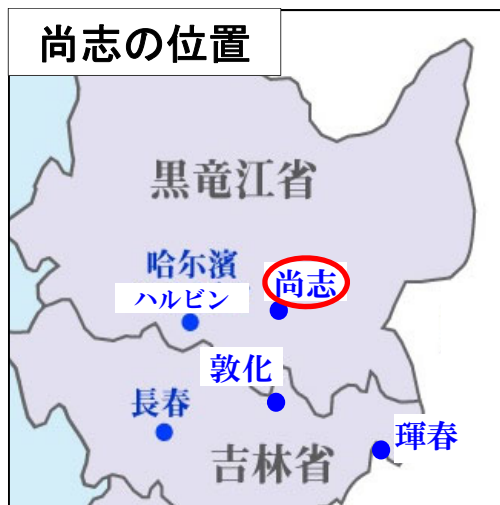 尚志の位置
黒竜江省
哈尔濱
ハルビン
尚志
敦化
長春
琿春
吉林省